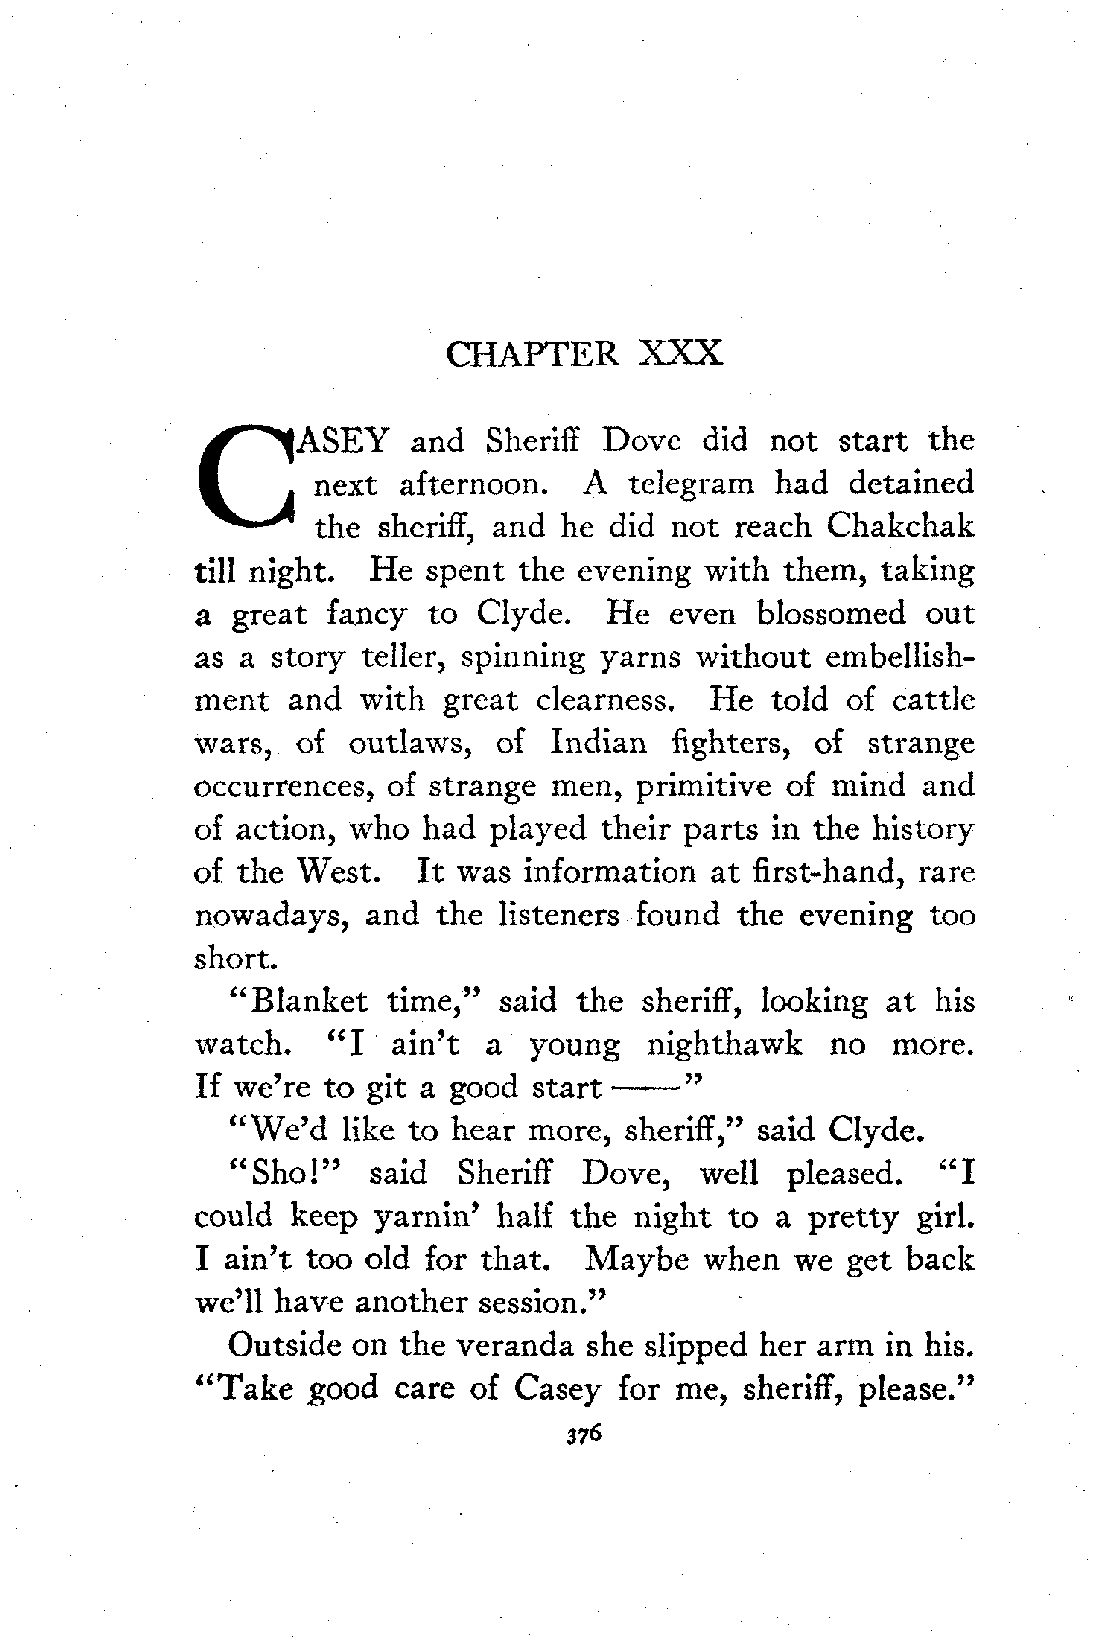 CHAPTER XXX
CASEY and Sheriff Dove did not start the
next afternoon. A telegram had detained
the sheriff, and he did not reach Chakchak
till night. He spent the evening with them, taking
a great fancy to Clyde. He even blossomed out
as a story teller, spinning yarns without embellish-
ment and with great clearness. He told of cattle
wars, of outlaws, of Indian fighters, of strange
occurrences, of strange men, primitive of mind and
of action, who had played their parts in the history
of the West. It was information at first-hand, rare
nowadays, and the listeners found the evening too
short.
“Blanket time,” said the sheriff, looking at his
watch. “I ain’t a young nighthawk no more.
If we’re to git a good start——”
“We’d like to hear more, sheriff,” said Clyde.
“Sho!” said Sheriff Dove, well pleased. “I
could keep yarnin’ half the night to a pretty girl.
I ain’t too old for that. Maybe when we get back
we’ll have another session.”
Outside on the veranda she slipped her arm in his.
“Take good care of Casey for me, sheriff, please.”
376